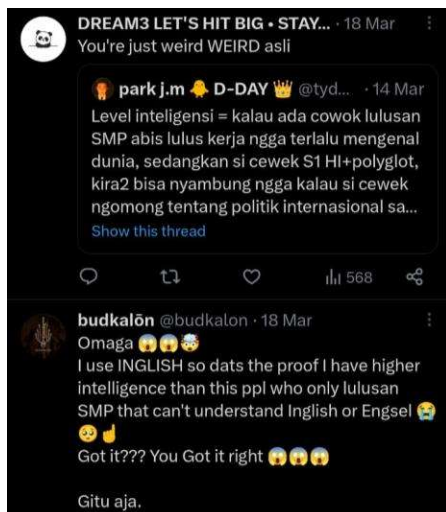 DREAM3 LET'S HIT BIG • STAY... · 18 Mar
You're just weird WEIRD asli
park j.m 🐥 D-DAY 👑 @tyd... · 14 Mar
Level inteligensi = kalau ada cowok lulusan
SMP abis lulus kerja ngga terlalu mengenal
dunia, sedangkan si cewek S1 HI+polyglot,
kira2 bisa nyambung ngga kalau si cewek
ngomong tentang politik internasional sa...
Show this thread
568
budkalōn @budkalon · 18 Mar
Omaga 😱😱🤯
I use INGLISH so dats the proof I have higher
intelligence than this ppl who only lulusan
SMP that can't understand Inglish or Engsel 😭
🥺☝️
Got it??? You Got it right 😱😱😱
Gitu aja.